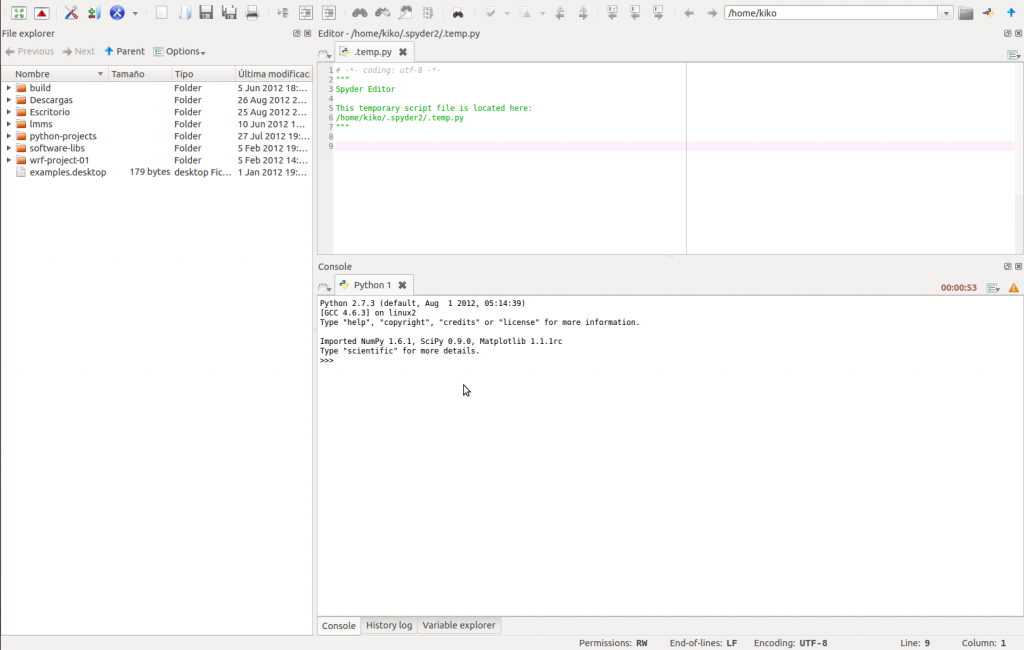 /home/kiko
File explorer
Previous Next Parent Options
Nombre Tamaño Tipo Última modificac
build Folder 5 Jun 2012 18:...
Descargas Folder 26 Aug 2012 2...
Escritorio Folder 25 Aug 2012 2...
lmms Folder 10 Jun 2012 1...
python-projects Folder 27 Jul 2012 19:...
software-libs Folder 5 Feb 2012 19...
wrf-project-01 Folder 5 Feb 2012 14:...
examples.desktop 179 bytes desktop Fic... 1 Jan 2012 19:...
Editor - /home/kiko/.spyder2/.temp.py
.temp.py
1 # -*- coding: utf-8 -*-
2 """
3 Spyder Editor
4
5 This temporary script file is located here:
6 /home/kiko/.spyder2/.temp.py
7 """
8
9
Console
Python 1
00:00:53
Python 2.7.3 (default, Aug  1 2012, 05:14:39)
[GCC 4.6.3] on linux2
Type "help", "copyright", "credits" or "license" for more information.
Imported NumPy 1.6.1, SciPy 0.9.0, Matplotlib 1.1.1rc
Type "scientific" for more details.
>>>
Console History log Variable explorer
Permissions: RW End-of-lines: LF Encoding: UTF-8 Line: 9 Column: 1